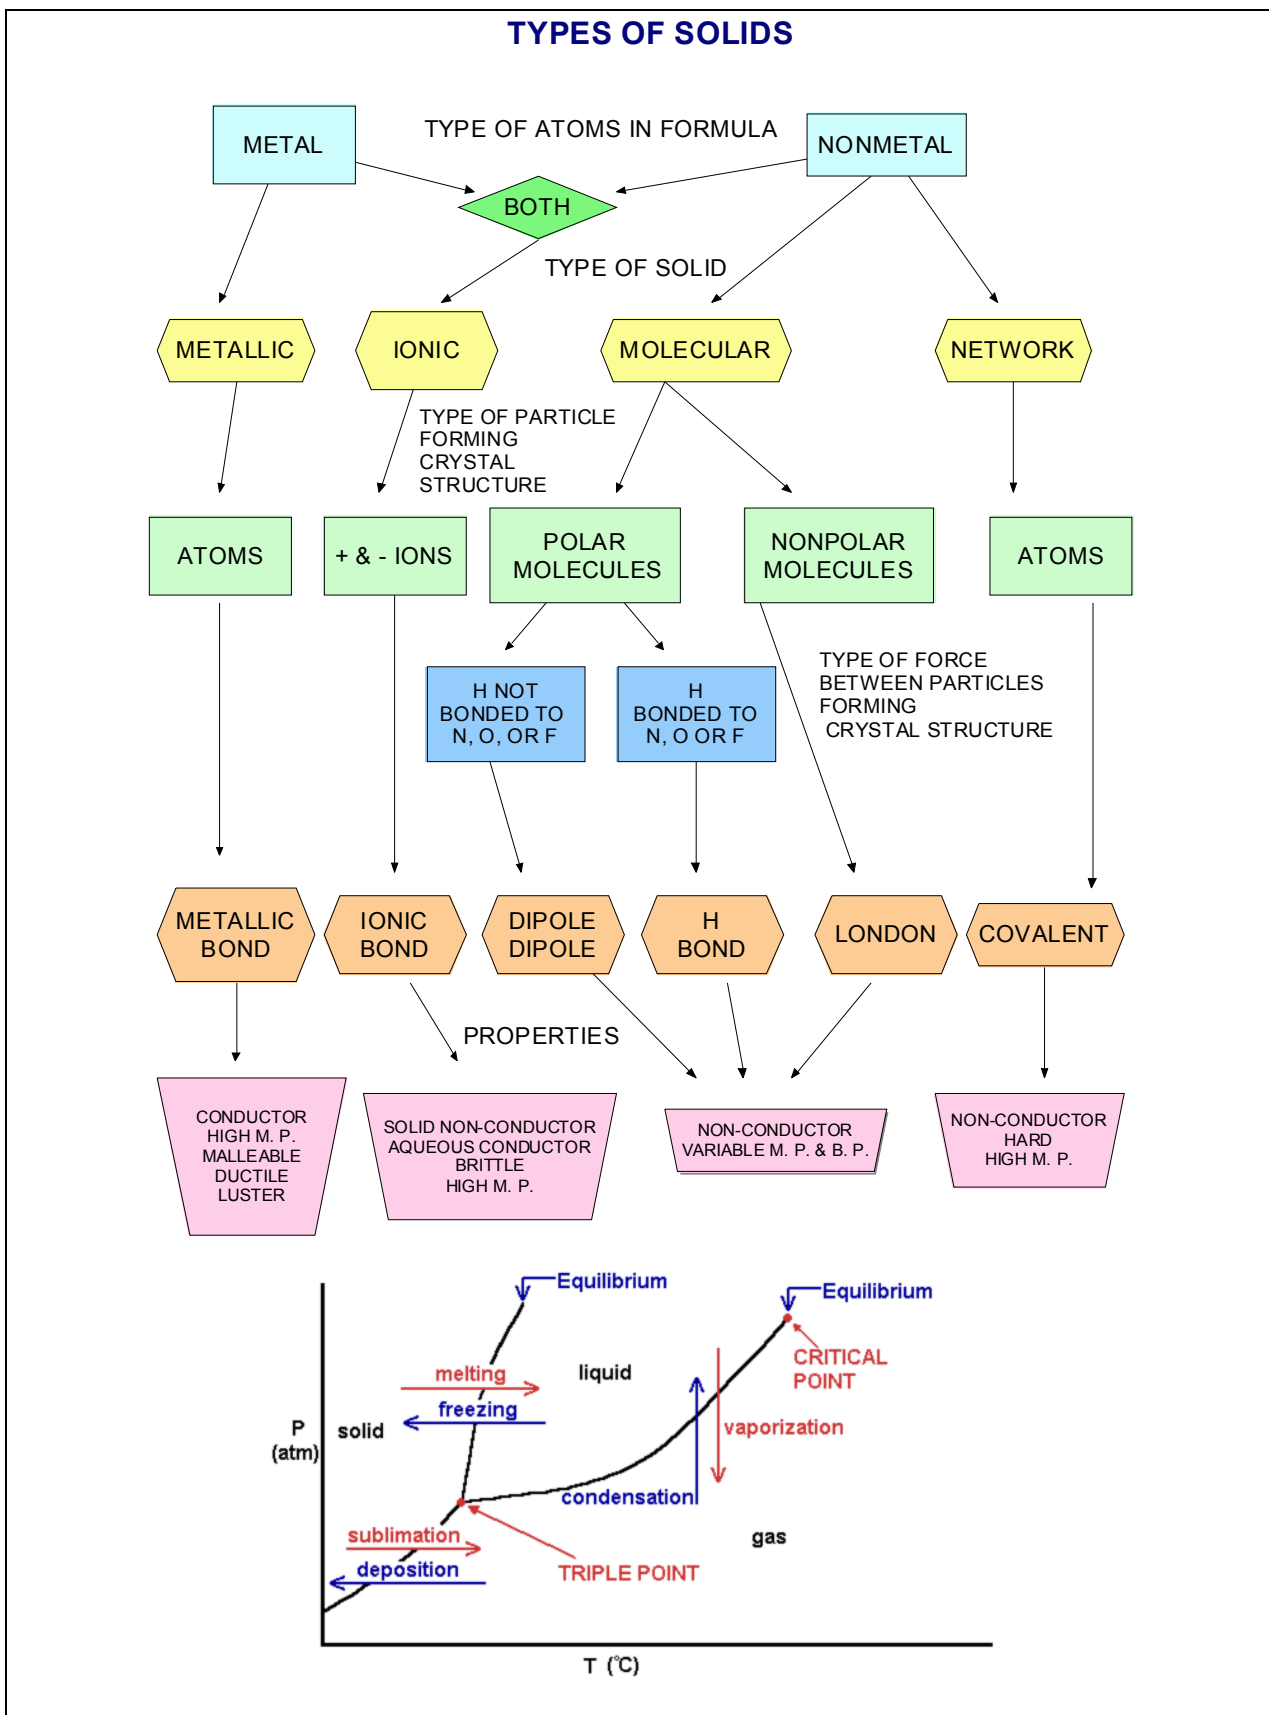 TYPES OF SOLIDS
METAL
TYPE OF ATOMS IN FORMULA
NONMETAL
BOTH
TYPE OF SOLID
METALLIC
IONIC
MOLECULAR
NETWORK
TYPE OF PARTICLE
FORMING
CRYSTAL
STRUCTURE
ATOMS
+ & - IONS
POLAR
MOLECULES
NONPOLAR
MOLECULES
ATOMS
H NOT
BONDED TO
N, O, OR F
H
BONDED TO
N, O OR F
TYPE OF FORCE
BETWEEN PARTICLES
FORMING
CRYSTAL STRUCTURE
METALLIC
BOND
IONIC
BOND
DIPOLE
DIPOLE
H
BOND
LONDON
COVALENT
PROPERTIES
CONDUCTOR
HIGH M. P.
MALLEABLE
DUCTILE
LUSTER
SOLID NON-CONDUCTOR
AQUEOUS CONDUCTOR
BRITTLE
HIGH M. P.
NON-CONDUCTOR
VARIABLE M. P. & B. P.
NON-CONDUCTOR
HARD
HIGH M. P.
Equilibrium
Equilibrium
CRITICAL
POINT
melting
liquid
freezing
P
(atm)
solid
vaporization
condensation
sublimation
gas
deposition
TRIPLE POINT
T (°C)